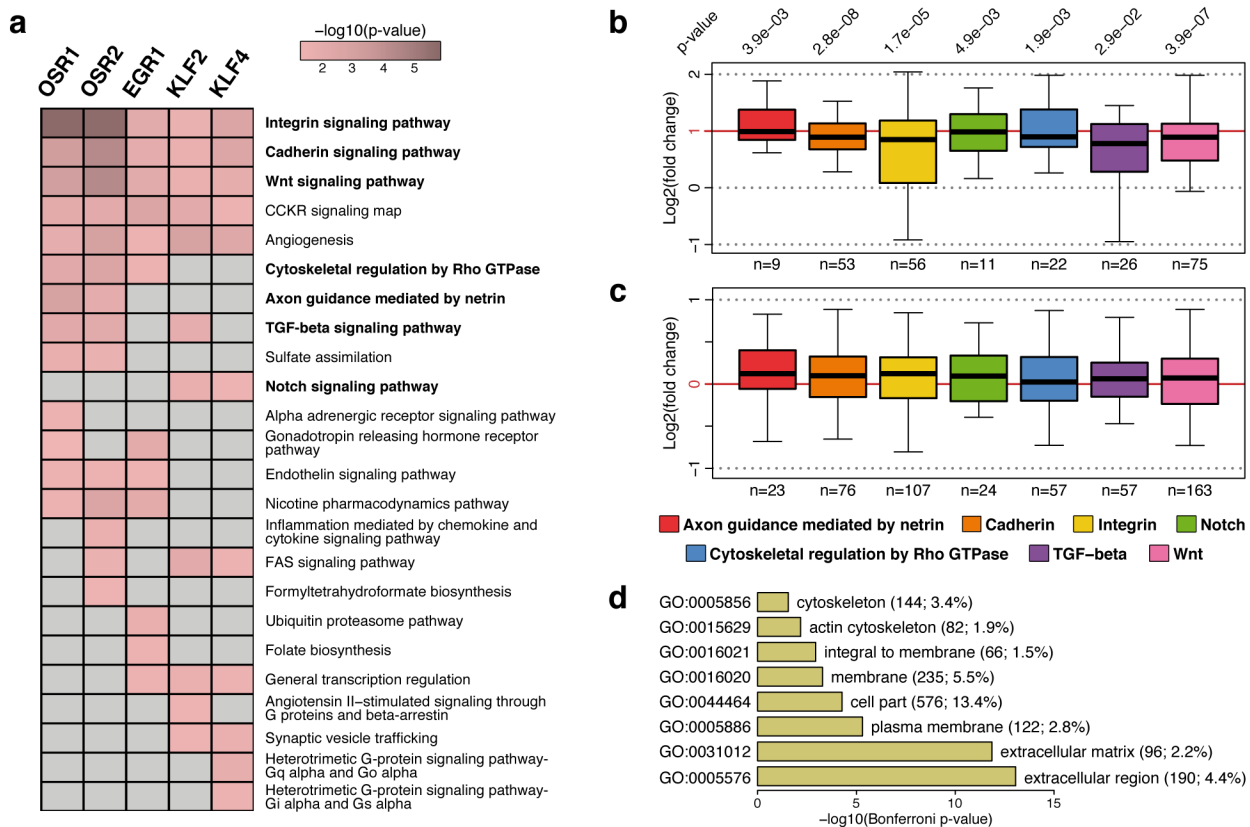 a
−log10(p-value)
2 3 4 5
OSR1 OSR2 EGR1 KLF2 KLF4
Integrin signaling pathway
Cadherin signaling pathway
Wnt signaling pathway
CCKR signaling map
Angiogenesis
Cytoskeletal regulation by Rho GTPase
Axon guidance mediated by netrin
TGF-beta signaling pathway
Sulfate assimilation
Notch signaling pathway
Alpha adrenergic receptor signaling pathway
Gonadotropin releasing hormone receptor
pathway
Endothelin signaling pathway
Nicotine pharmacodynamics pathway
Inflammation mediated by chemokine and
cytokine signaling pathway
FAS signaling pathway
Formyltetrahydroformate biosynthesis
Ubiquitin proteasome pathway
Folate biosynthesis
General transcription regulation
Angiotensin II−stimulated signaling through
G proteins and beta-arrestin
Synaptic vesicle trafficking
Heterotrimetic G-protein signaling pathway-
Gq alpha and Go alpha
Heterotrimetic G-protein signaling pathway-
Gi alpha and Gs alpha
b
p-value 3.9e−03 2.8e−08 1.7e−05 4.9e−03 1.9e−03 2.9e−02 3.9e−07
Log2(fold change)
2
1
0
−1
n=9 n=53 n=56 n=11 n=22 n=26 n=75
c
Log2(fold change)
1
0
−1
n=23 n=76 n=107 n=24 n=57 n=57 n=163
Axon guidance mediated by netrin Cadherin Integrin Notch
Cytoskeletal regulation by Rho GTPase TGF−beta Wnt
d
GO:0005856 cytoskeleton (144; 3.4%)
GO:0015629 actin cytoskeleton (82; 1.9%)
GO:0016021 integral to membrane (66; 1.5%)
GO:0016020 membrane (235; 5.5%)
GO:0044464 cell part (576; 13.4%)
GO:0005886 plasma membrane (122; 2.8%)
GO:0031012 extracellular matrix (96; 2.2%)
GO:0005576 extracellular region (190; 4.4%)
0 5 10 15
−log10(Bonferroni p-value)